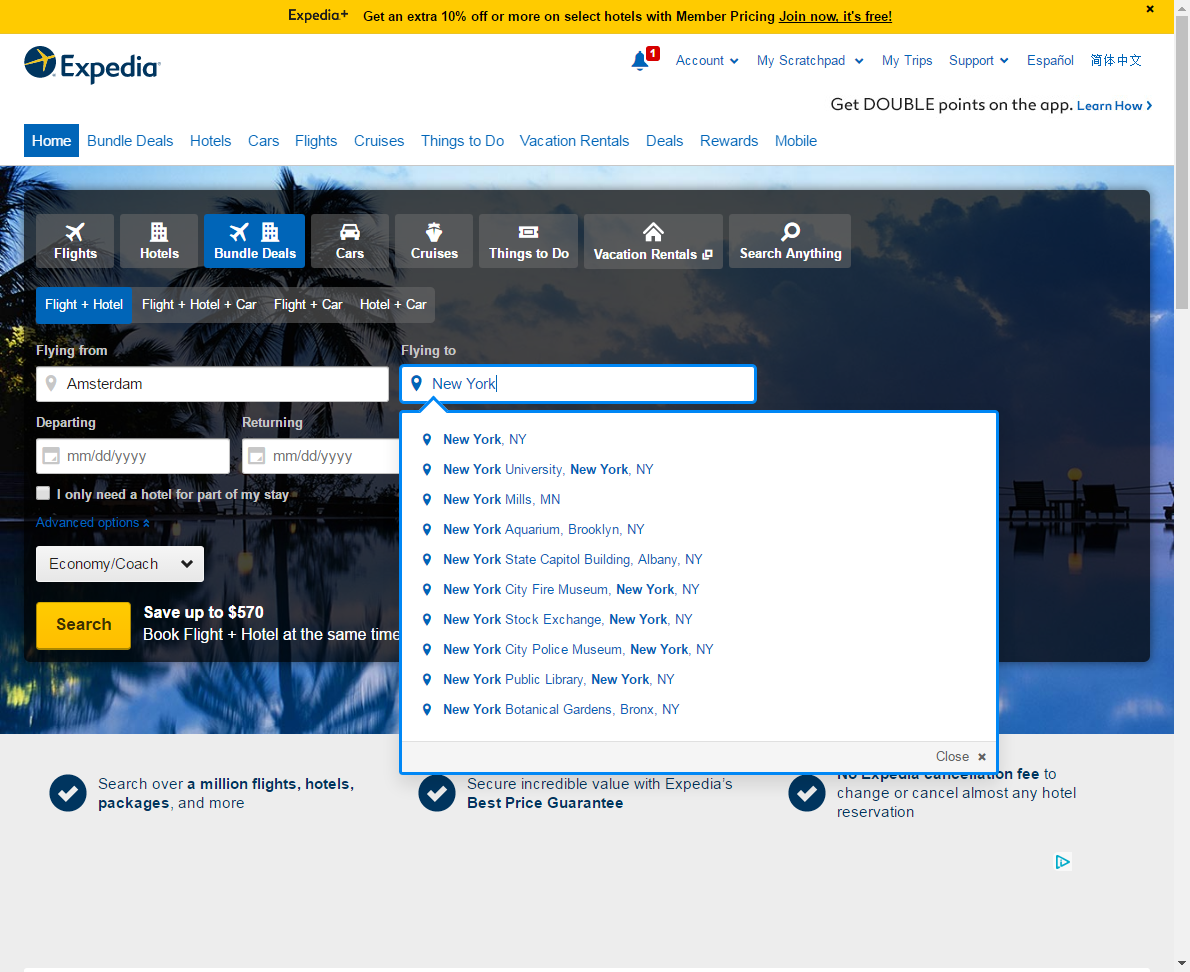 Expedia+ Get an extra 10% off or more on select hotels with Member Pricing Join now, it's free!
Expedia
1 Account My Scratchpad My Trips Support Español 简体中文
Get DOUBLE points on the app. Learn How
Home Bundle Deals Hotels Cars Flights Cruises Things to Do Vacation Rentals Deals Rewards Mobile
Flights Hotels Bundle Deals Cars Cruises Things to Do Vacation Rentals Search Anything
Flight + Hotel Flight + Hotel + Car Flight + Car Hotel + Car
Flying from Flying to
Amsterdam New York
Departing Returning
mm/dd/yyyy mm/dd/yyyy
I only need a hotel for part of my stay
Advanced options
Economy/Coach
Search
Save up to $570
Book Flight + Hotel at the same time
New York, NY
New York University, New York, NY
New York Mills, MN
New York Aquarium, Brooklyn, NY
New York State Capitol Building, Albany, NY
New York City Fire Museum, New York, NY
New York Stock Exchange, New York, NY
New York City Police Museum, New York, NY
New York Public Library, New York, NY
New York Botanical Gardens, Bronx, NY
Close
Search over a million flights, hotels,
packages, and more
Secure incredible value with Expedia’s
Best Price Guarantee
No Expedia cancellation fee to
change or cancel almost any hotel
reservation